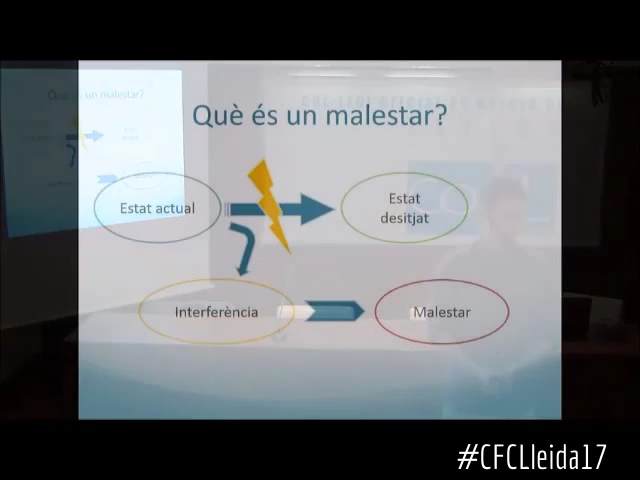 Què és un malestar?
Estat actual
Estat
desitjat
Interferència
Malestar
#CFCLleida17